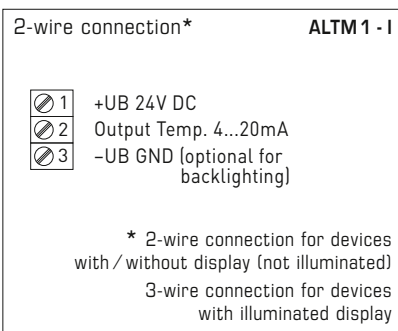 2-wire connection* ALTM 1 - I
1 +UB 24V DC
2 Output Temp. 4...20mA
3 –UB GND (optional for
backlighting)
* 2-wire connection for devices
with / without display (not illuminated)
3-wire connection for devices
with illuminated display